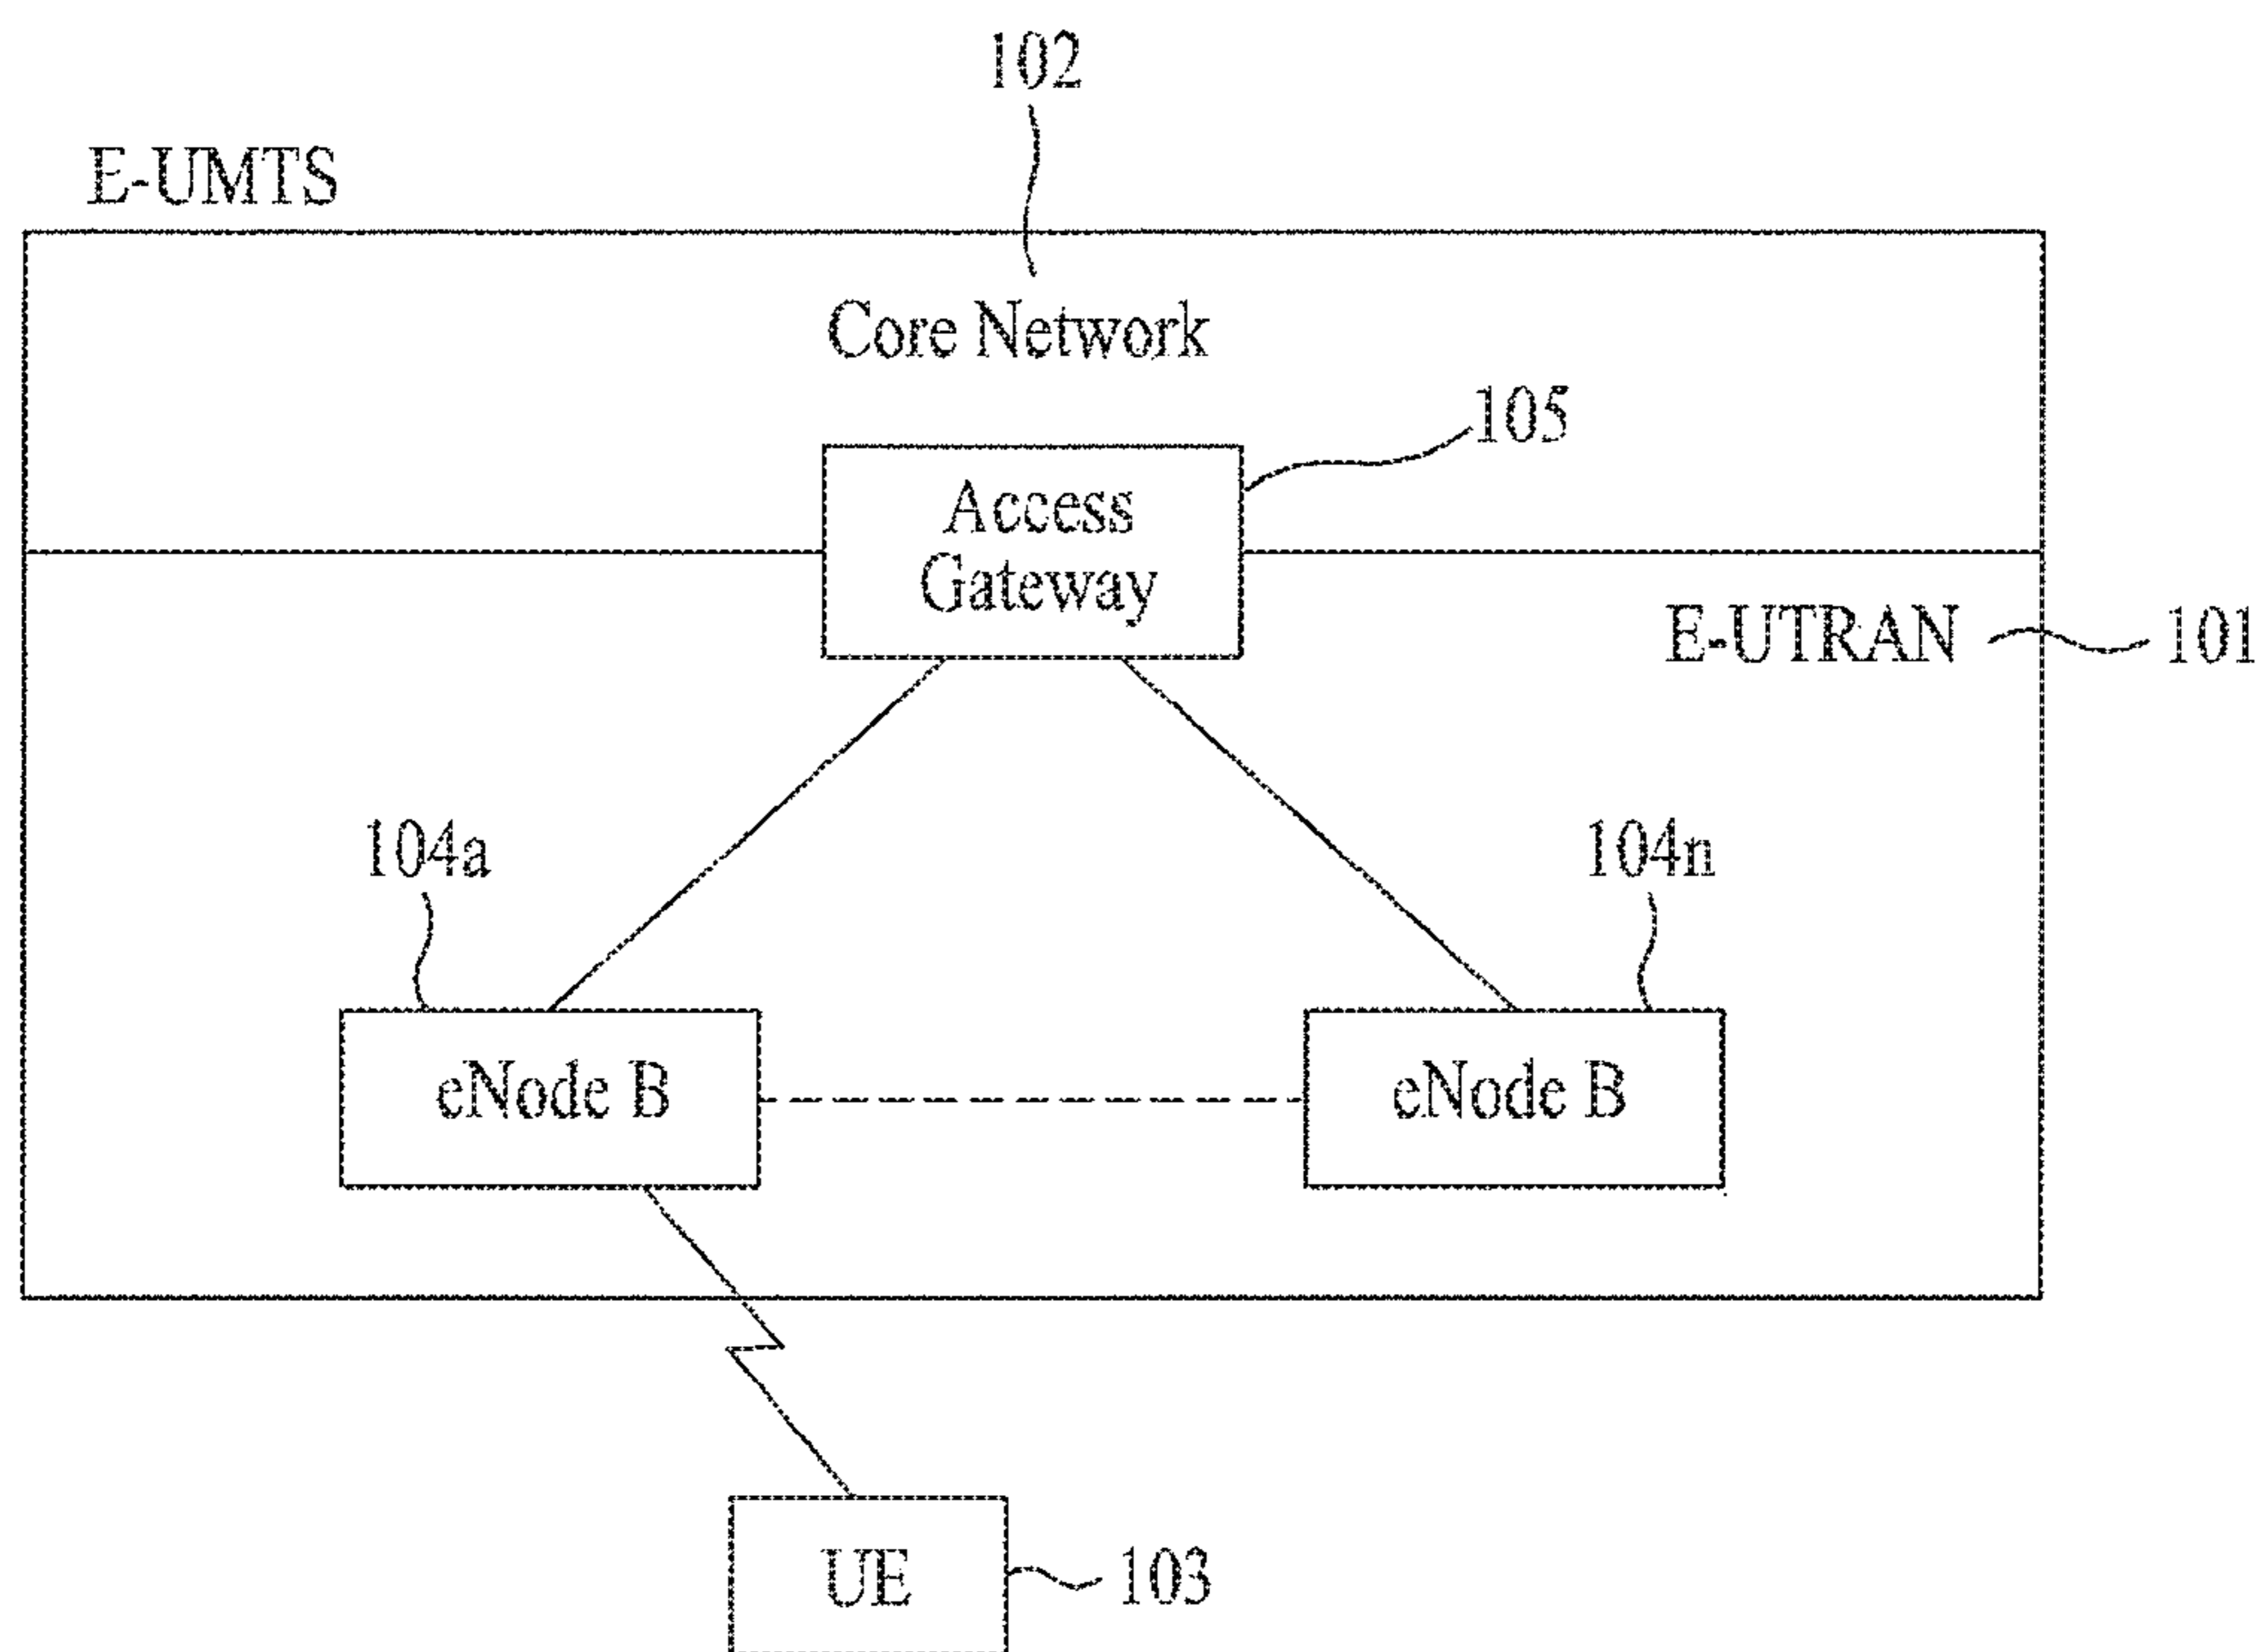 102
E-UMTS
Core Network
105
Access
Gateway
E-UTRAN
101
104a
104n
eNode B
eNode B
UE
103